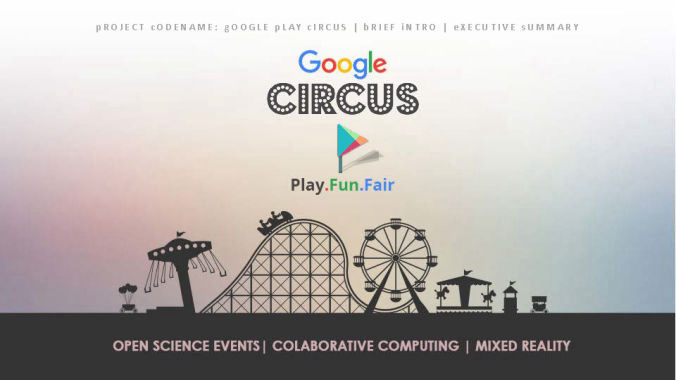 pROJECT cODENAME: gOOGLE pLAY cIRCUS | bRIEF iNTRO | eXECUTIVE sUMMARY
Google
CIRCUS
Play.Fun.Fair
OPEN SCIENCE EVENTS| COLABORATIVE COMPUTING | MIXED REALITY